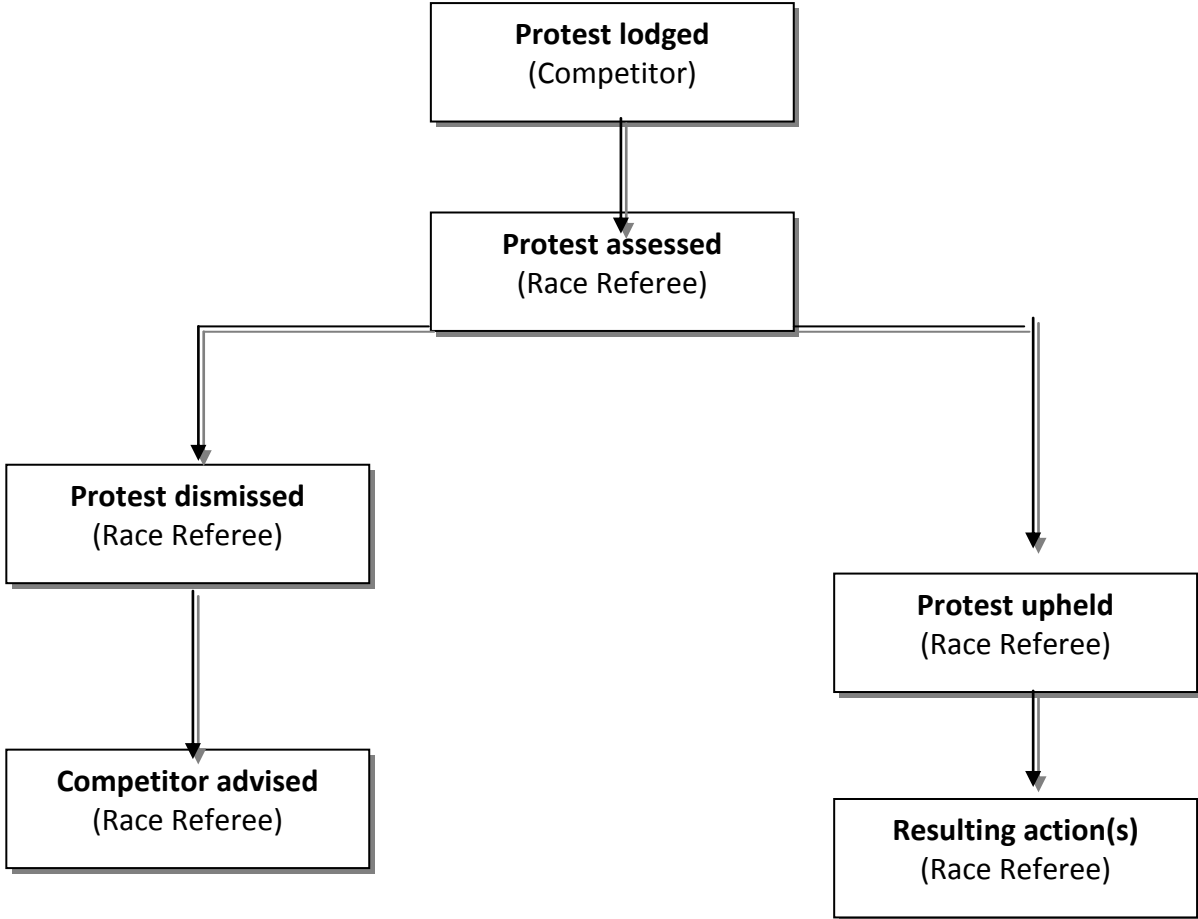 Protest lodged
(Competitor)
Protest assessed
(Race Referee)
Protest dismissed
(Race Referee)
Protest upheld
(Race Referee)
Competitor advised
(Race Referee)
Resulting action(s)
(Race Referee)